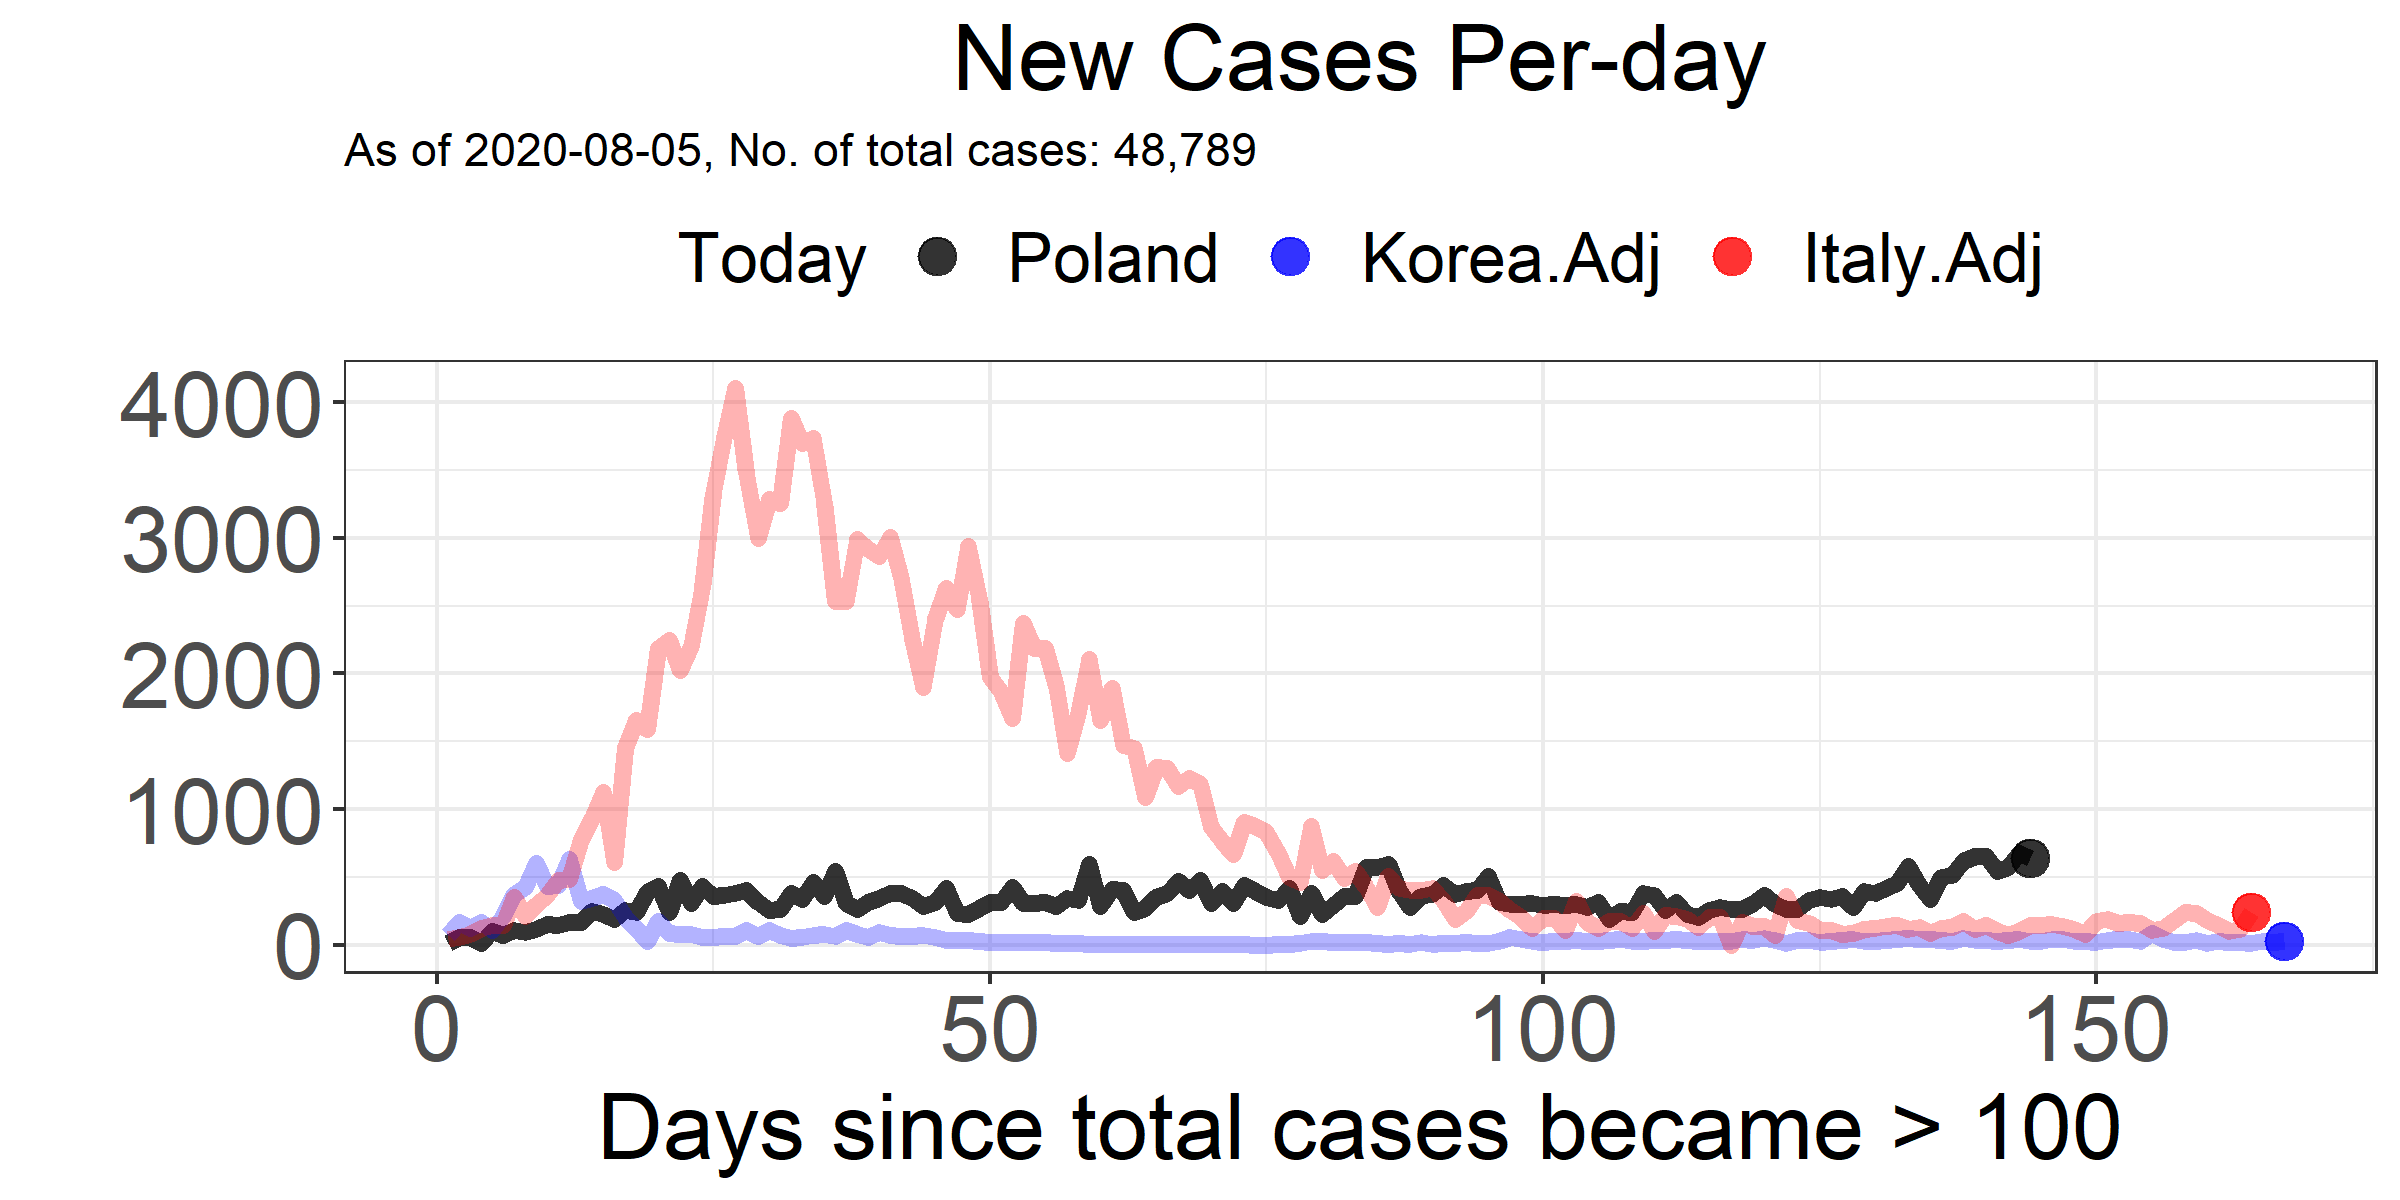 New Cases Per-day
As of 2020-08-05, No. of total cases: 48,789
Today Poland Korea.Adj Italy.Adj
4000
3000
2000
1000
0
0 50 100 150
Days since total cases became > 100